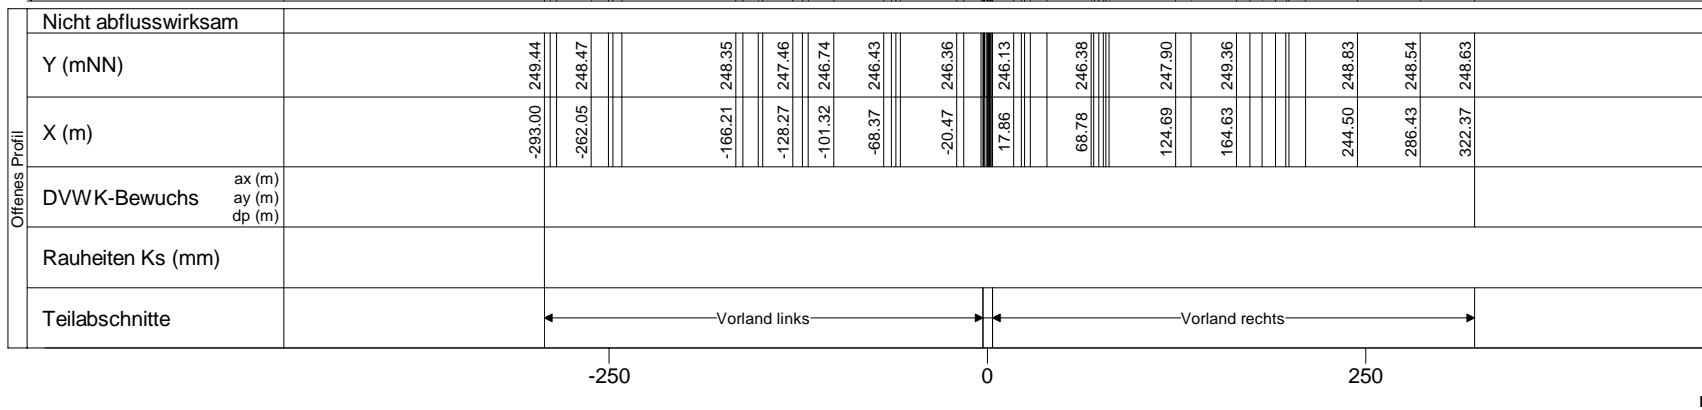 Offenes Profil
Nicht abflusswirksam
Y (mNN) 249.44 248.47 248.35 247.46 246.74 246.43 246.36 246.13 246.38 247.90 249.36 248.83 248.54 248.63
X (m) -293.00 -262.05 -166.21 -128.27 -101.32 -68.37 -20.47 17.86 68.78 124.69 164.63 244.50 286.43 322.37
DVWK-Bewuchs
ax (m)
ay (m)
dp (m)
Rauheiten Ks (mm)
Teilabschnitte Vorland links Vorland rechts
-250 0 250